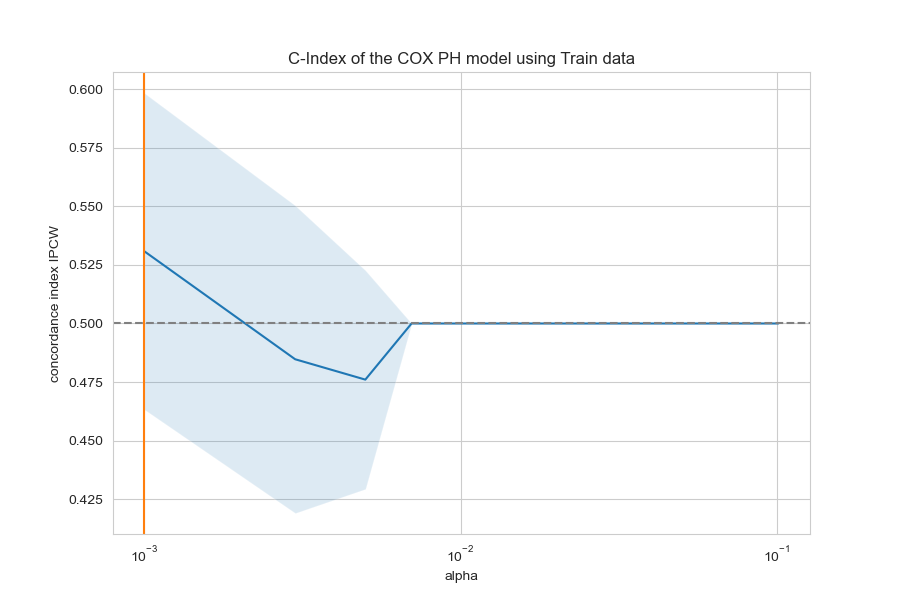 C-Index of the COX PH model using Train data
concordance index IPCW
0.600
0.575
0.550
0.525
0.500
0.475
0.450
0.425
10⁻³ 10⁻² 10⁻¹
alpha